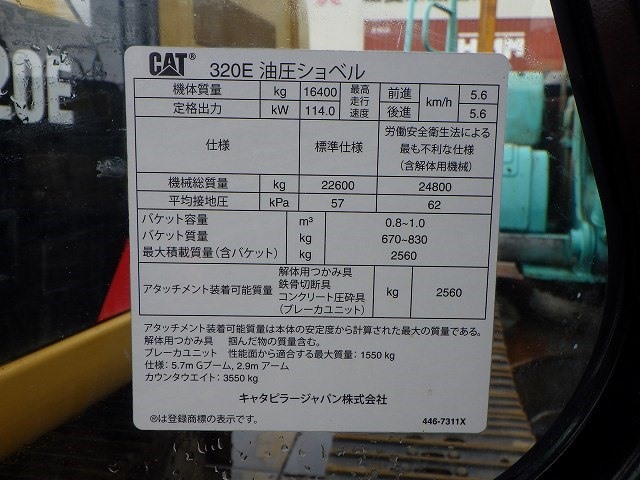 20E
CAT® 320E 油圧ショベル
機体質量 kg 16400 最高走行速度 前進 km/h 5.6
定格出力 kW 114.0 後進 5.6
仕様 標準仕様 労働安全衛生法による最も不利な仕様(含解体用機械)
機械総質量 kg 22600 24800
平均接地圧 kPa 57 62
バケット容量 m³ 0.8~1.0
バケット質量 kg 670~830
最大積載質量(含バケット) kg 2560
アタッチメント装着可能質量 解体用つかみ具 kg 2560
鉄骨切断具
コンクリート圧砕具
(ブレーカユニット)
アタッチメント装着可能質量は本体の安定度から計算された最大の質量である。
解体用つかみ具 掴んだ物の質量含む。
ブレーカユニット 性能面から適合する最大質量: 1550 kg
仕様: 5.7m Gブーム, 2.9m アーム
カウンタウエイト: 3550 kg
キャタピラージャパン株式会社
®は登録商標の表示です。 446-7311X